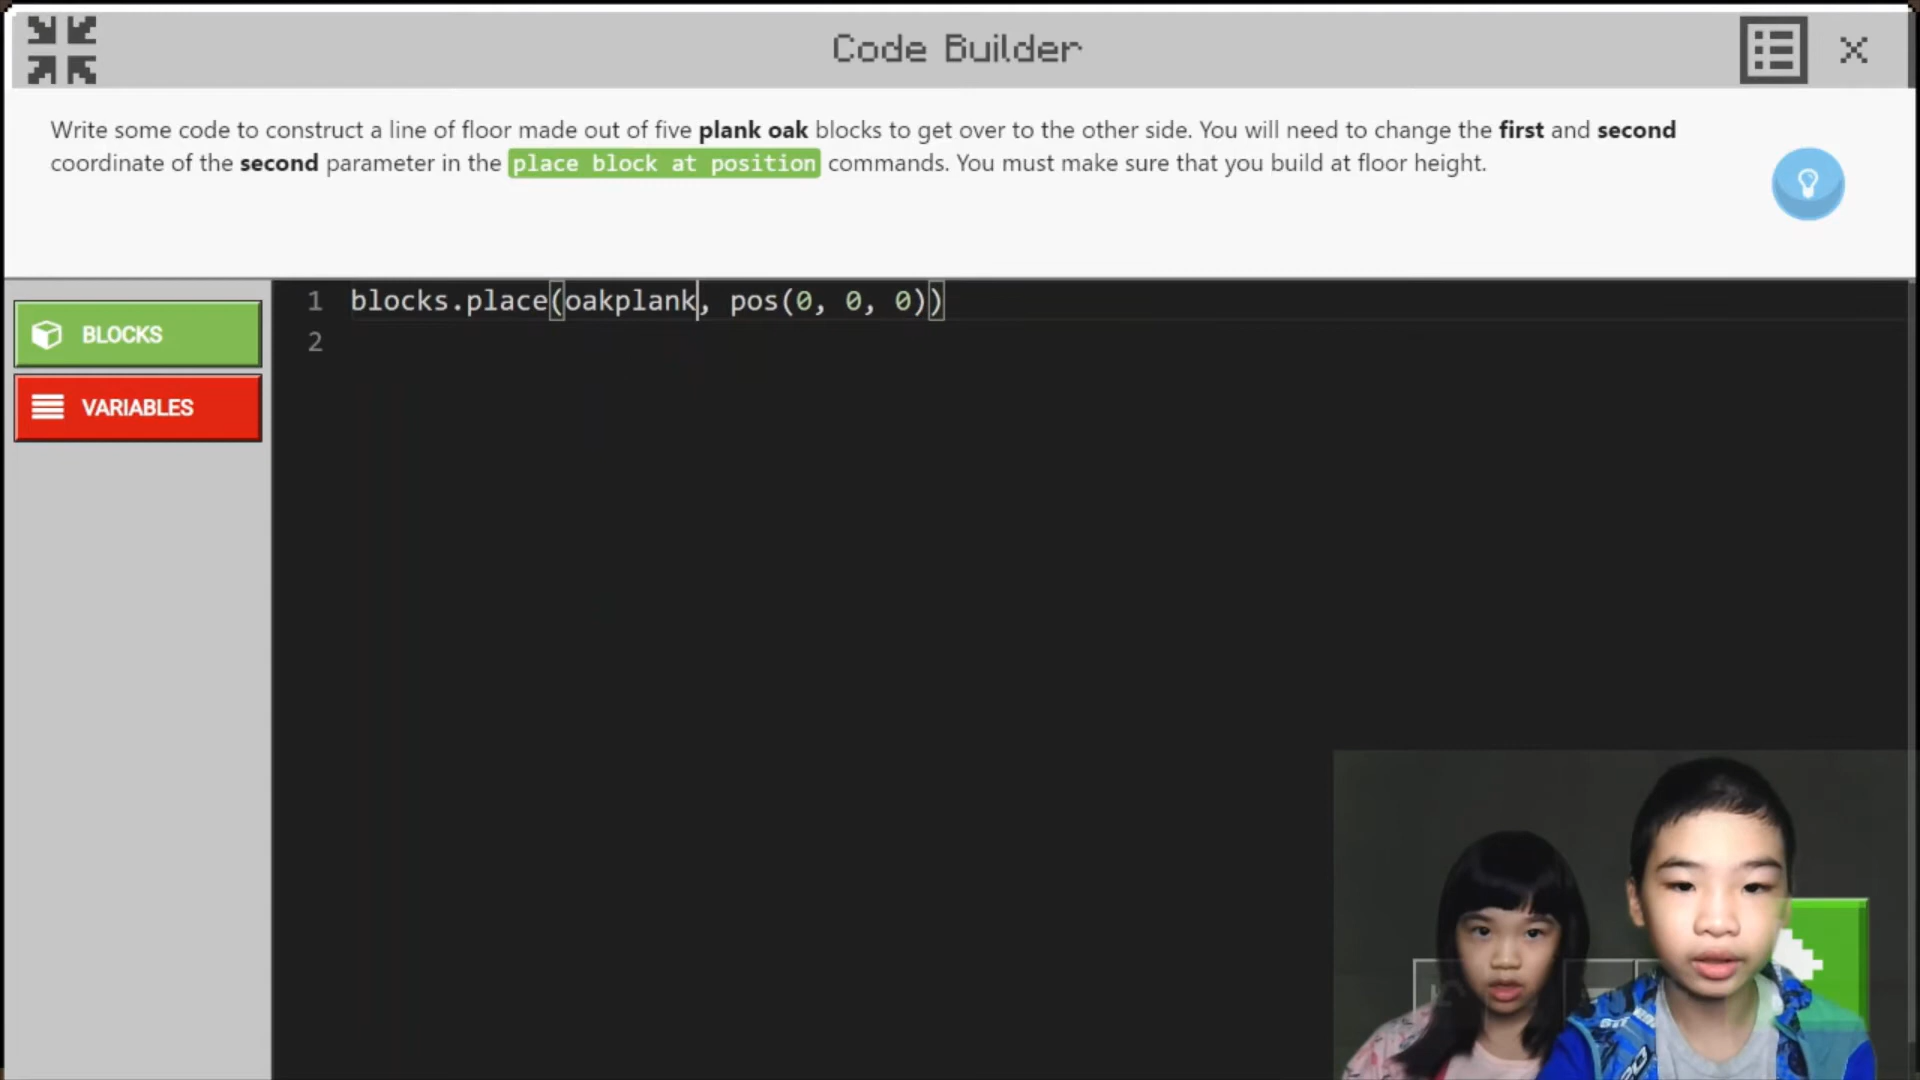 Code Builder
Write some code to construct a line of floor made out of five plank oak blocks to get over to the other side. You will need to change the first and second
coordinate of the second parameter in the place block at position commands. You must make sure that you build at floor height.
BLOCKS
VARIABLES
1 blocks.place(oakplank, pos(0, 0, 0))
2